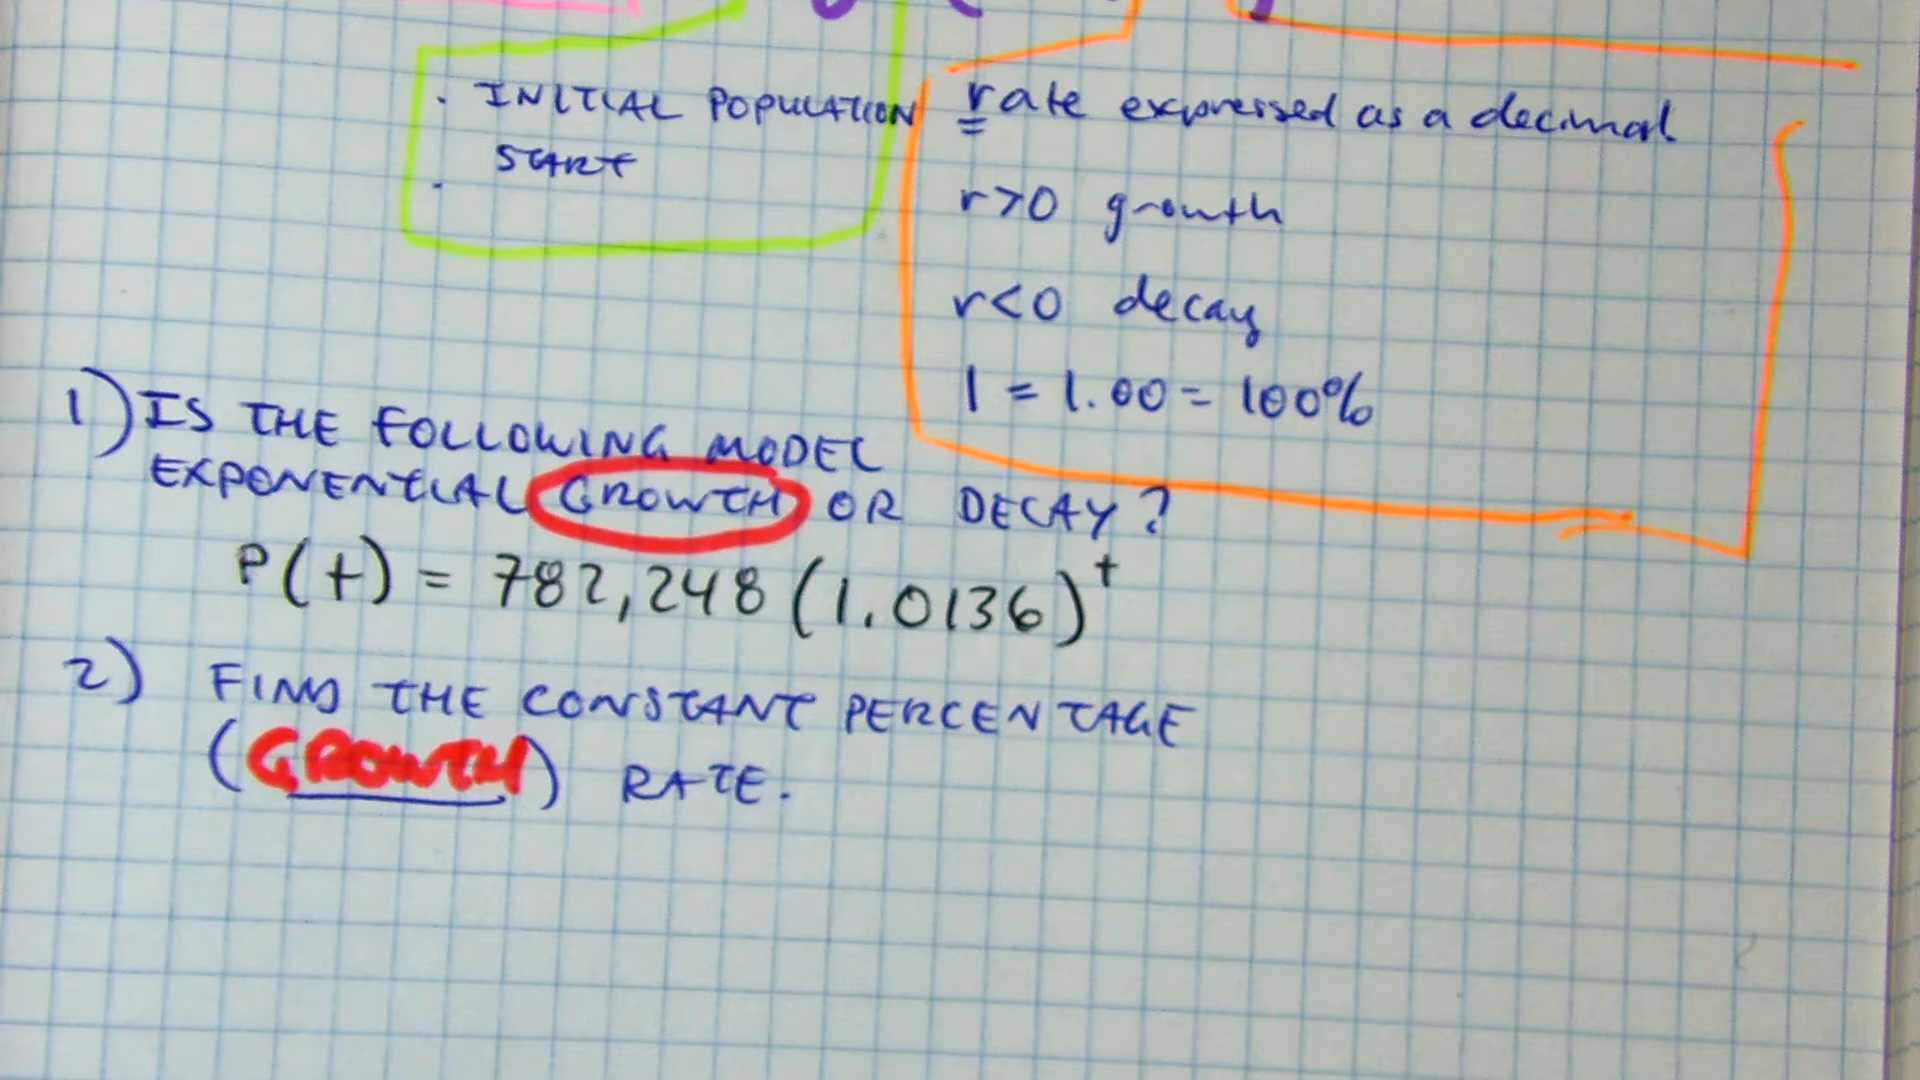 · INITIAL POPULATION
· START
rate expressed as a decimal
r>0 growth
r<0 decay
1 = 1.00 = 100%
1) IS THE FOLLOWING MODEL
EXPONENTIAL GROWTH OR DECAY?
P(t) = 782,248 (1.0136)^t
2) FIND THE CONSTANT PERCENTAGE
(GROWTH) RATE.